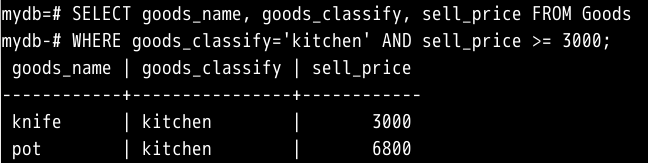 mydb=# SELECT goods_name, goods_classify, sell_price FROM Goods
mydb-# WHERE goods_classify='kitchen' AND sell_price >= 3000;
 goods_name | goods_classify | sell_price
------------+----------------+------------
 knife      | kitchen        |       3000
 pot        | kitchen        |       6800